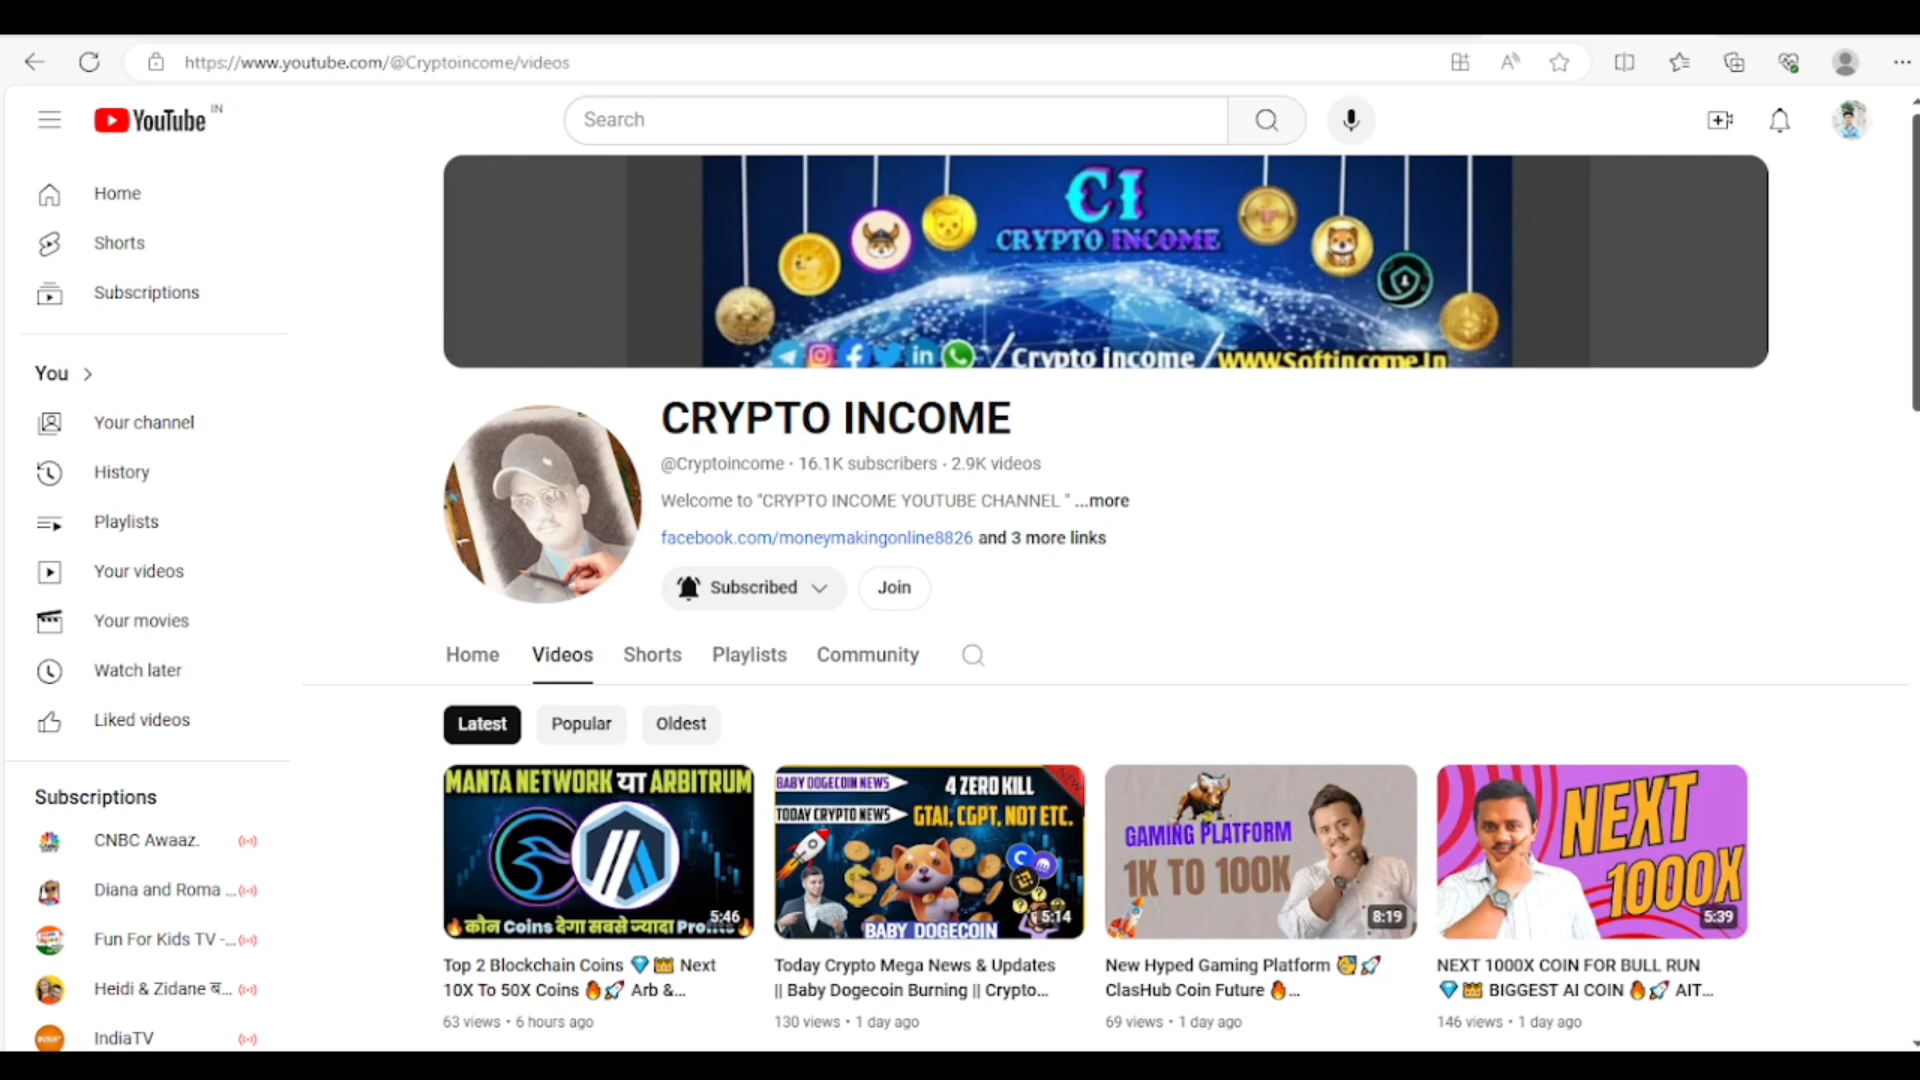 https://www.youtube.com/@Cryptoincome/videos
YouTube IN
Search
Home
Shorts
Subscriptions
You
Your channel
History
Playlists
Your videos
Your movies
Watch later
Liked videos
Subscriptions
CNBC Awaaz.
Diana and Roma ...
Fun For Kids TV -...
Heidi & Zidane ब...
IndiaTV
CI
CRYPTO INCOME
/Crypto income /WWW.Softincome.In
CRYPTO INCOME
@Cryptoincome · 16.1K subscribers · 2.9K videos
Welcome to "CRYPTO INCOME YOUTUBE CHANNEL " ...more
facebook.com/moneymakingonline8826 and 3 more links
Subscribed
Join
Home Videos Shorts Playlists Community
Latest Popular Oldest
MANTA NETWORK या ARBITRUM
🔥कौन Coins देगा सबसे ज्यादा Profit🔥
5:46
Top 2 Blockchain Coins 💎👑 Next
10X To 50X Coins 🔥🚀 Arb &...
63 views • 6 hours ago
BABY DOGECOIN NEWS
4 ZERO KILL
NEW
TODAY CRYPTO NEWS
GTAI, CGPT, NOT ETC.
BABY DOGECOIN
5:14
Today Crypto Mega News & Updates
|| Baby Dogecoin Burning || Crypto...
130 views • 1 day ago
GAMING PLATFORM
1K TO 100K
8:19
New Hyped Gaming Platform 🥳🚀
ClasHub Coin Future 🔥...
69 views • 1 day ago
NEXT
1000X
5:39
NEXT 1000X COIN FOR BULL RUN
💎👑 BIGGEST AI COIN 🔥🚀 AIT...
146 views • 1 day ago